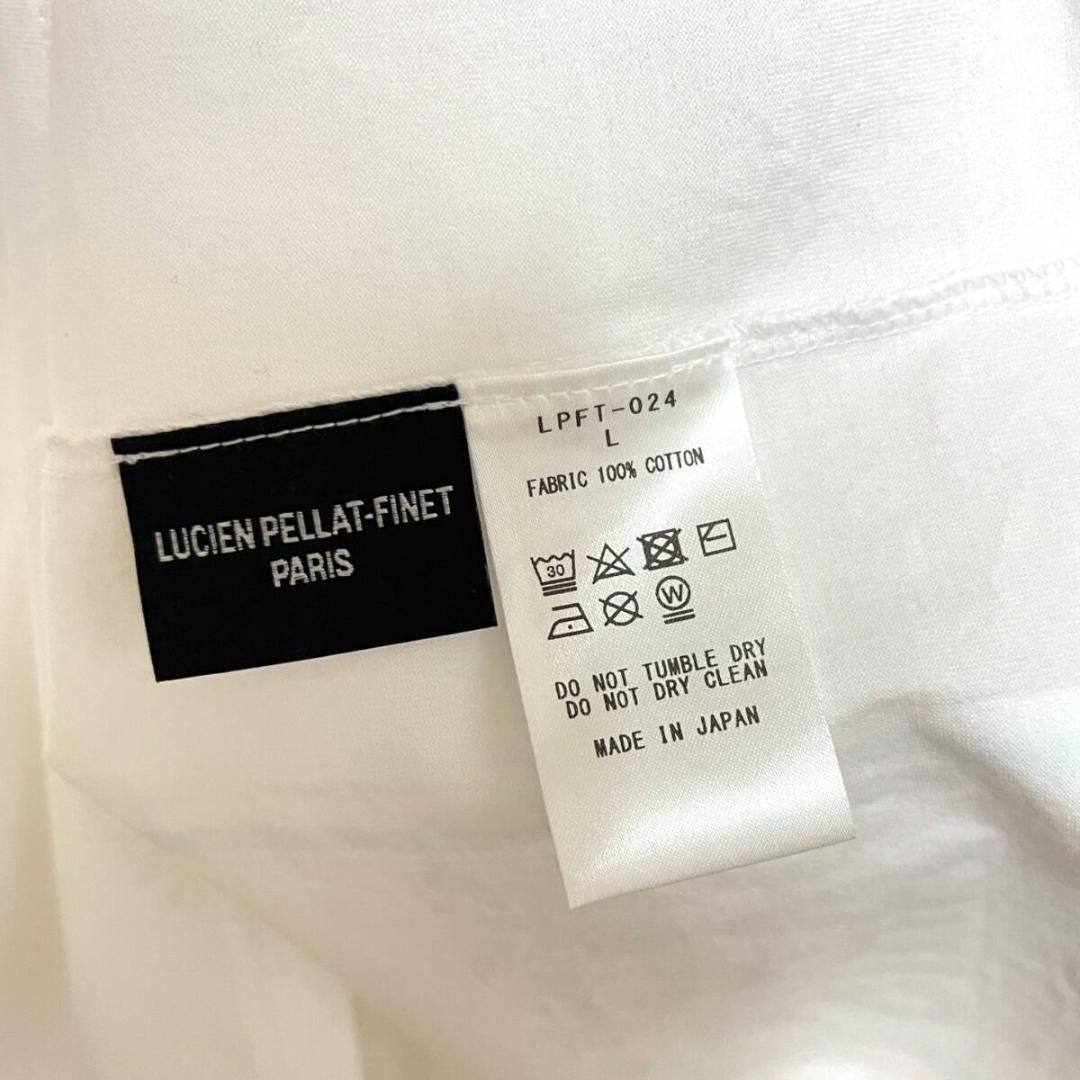 LUCIEN PELLAT-FINET
PARIS
LPFT-024
L
FABRIC 100% COTTON
30
W
DO NOT TUMBLE DRY
DO NOT DRY CLEAN
MADE IN JAPAN